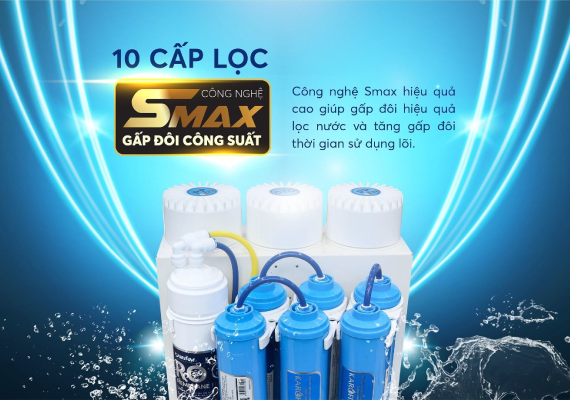 10 CẤP LỌC
CÔNG NGHỆ
SMAX
GẤP ĐÔI CÔNG SUẤT
Công nghệ Smax hiệu quả
cao giúp gấp đôi hiệu quả
lọc nước và tăng gấp đôi
thời gian sử dụng lõi.